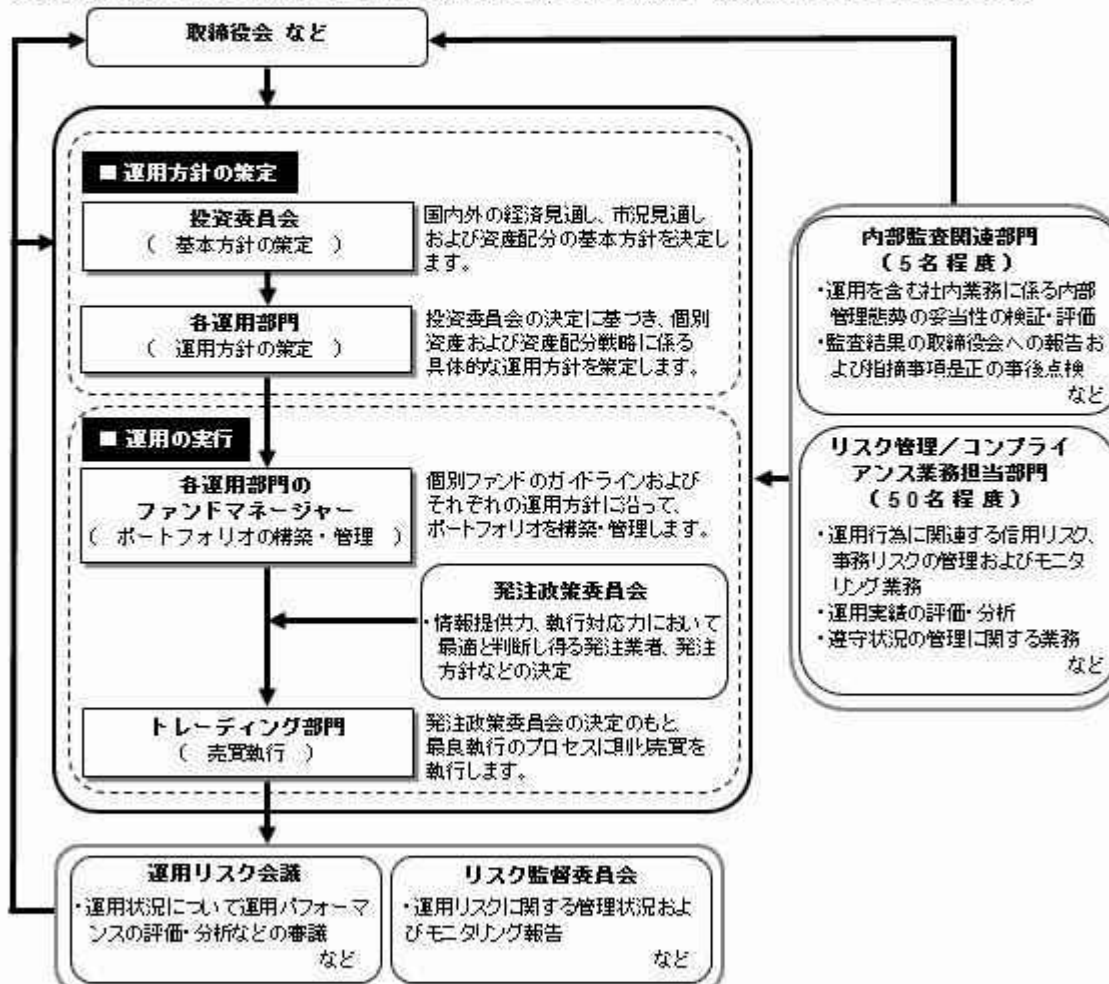 取締役会 など
■ 運用方針の策定
投資委員会
( 基本方針の策定 )
国内外の経済見通し、市況見通し
および資産配分の基本方針を決定し
ます。
各運用部門
( 運用方針の策定 )
投資委員会の決定に基づき、個別
資産および資産配分戦略に係る
具体的な運用方針を策定します。
■ 運用の実行
各運用部門の
ファンドマネージャー
( ポートフォリオの構築・管理 )
個別ファンドのガイドラインおよび
それぞれの運用方針に沿って、
ポートフォリオを構築・管理します。
発注政策委員会
・情報提供力、執行対応力において
最適と判断し得る発注業者、発注
方針などの決定
トレーディング部門
( 売買執行 )
発注政策委員会の決定のもと、
最良執行のプロセスに則り売買を
執行します。
内部監査関連部門
(5名程度)
・運用を含む社内業務に係る内部
管理態勢の妥当性の検証・評価
・監査結果の取締役会への報告お
よび指摘事項是正の事後点検
など
リスク管理/コンプライ
アンス業務担当部門
(50名程度)
・運用行為に関連する信用リスク、
事務リスクの管理およびモニタ
リング業務
・運用実績の評価・分析
・遵守状況の管理に関する業務
など
運用リスク会議
・運用状況について運用パフォーマ
ンスの評価・分析などの審議
など
リスク監督委員会
・運用リスクに関する管理状況およ
びモニタリング報告
など